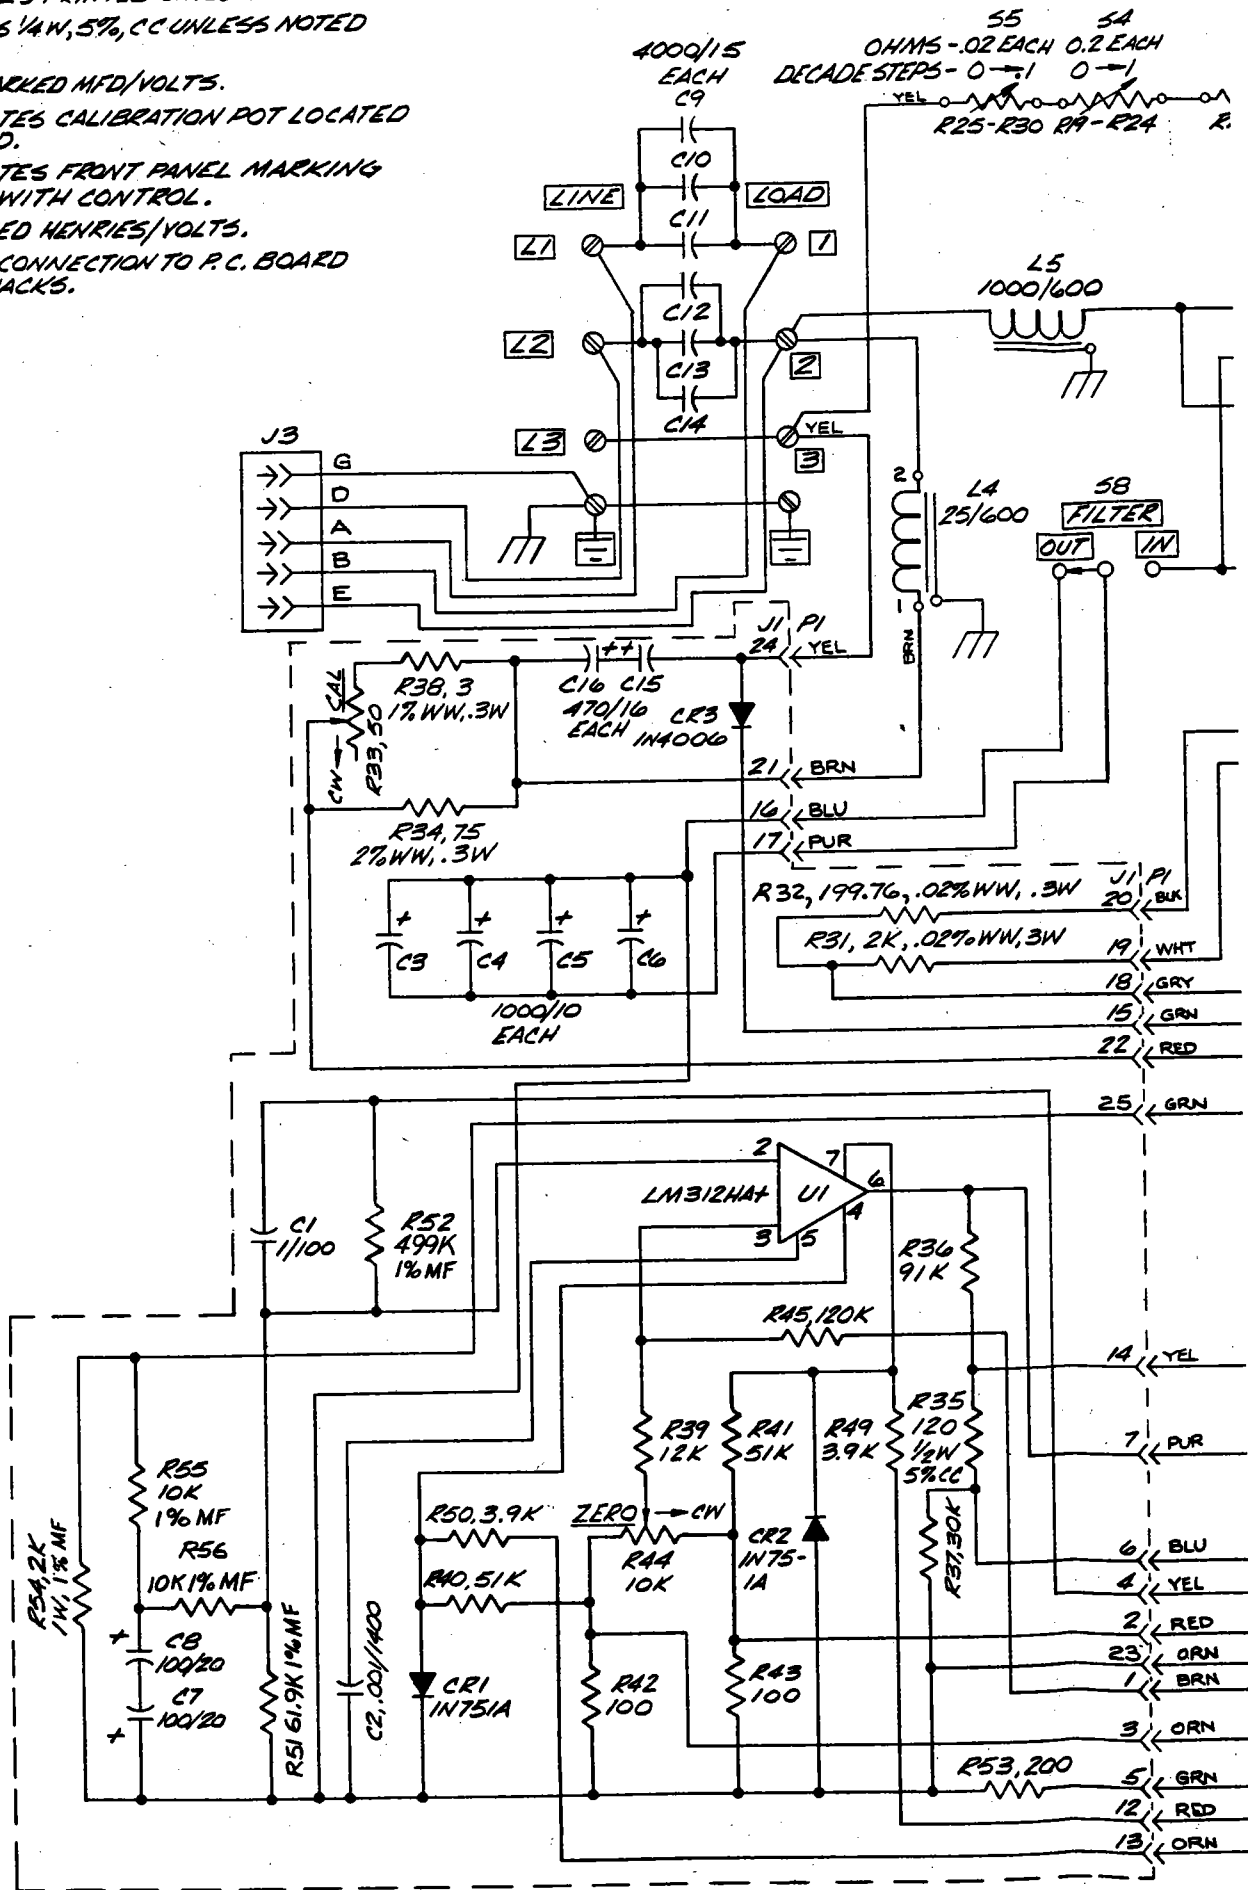 S 1/4W, 5%, CC UNLESS NOTED
RKED MFD/VOLTS.
TES CALIBRATION POT LOCATED
D.
TES FRONT PANEL MARKING
WITH CONTROL.
ED HENRIES/VOLTS.
CONNECTION TO P.C. BOARD
ACKS.
4000/15
EACH
C9
C10
C11
C12
C13
C14
LINE
LOAD
L1
1
L2
2
L3
3
S5 S4
OHMS-.02 EACH 0.2 EACH
DECADE STEPS- 0→.1 0→1
YEL
R25-R30 R19-R24 R.
L5
1000/600
YEL
J3
G
D
A
B
E
2
L4
25/600
1
BRN
S8
FILTER
OUT
IN
J1 P1
24 YEL
R38, 3
1% WW, .3W
C16 C15
++
470/16
EACH
CR3
1N4006
CAL
CW
R33, 50
21 BRN
R34, 75
2% WW, .3W
16 BLU
17 PUR
+ C3
+ C4
+ C5
+ C6
1000/10
EACH
J1 P1
R32, 199.76, .02% WW, .3W
20 BLK
R31, 2K, .02% WW, 3W
19 WHT
18 GRY
15 GRN
22 RED
25 GRN
2
7
LM312HA+
U1
6
3
5
4
C1
1/100
R52
499K
1% MF
R36
91K
R45, 120K
14 YEL
R39
12K
R41
51K
R49
3.9K
R35
120
1/2W
5% CC
7 PUR
R55
10K
1% MF
R50, 3.9K
ZERO → CW
R44
10K
CR2
1N75-
1A
R37, 30K
R54, 2K
1W, 1% MF
R56
10K 1% MF
R40, 51K
6 BLU
4 YEL
2 RED
23 ORN
1 BRN
+ C8
100/20
C7
+ 100/20
R51 61.9K 1% MF
C2, .001/400
CR1
1N751A
R42
100
R43
100
3 ORN
R53, 200
5 GRN
12 RED
13 ORN